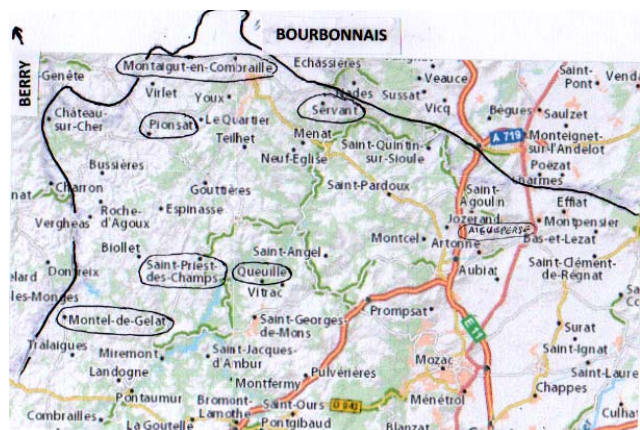 BOURBONNAIS
BERRY
Montaigut-en-Combraille
Echassières
Saint-
Pont
Genête
Virlet
Veauce
Nades
Sussat
Youx
Servant
Vicq
Bègues
Saulzet
Château-
sur-Cher
Pionsat
Le Quartier
A 719
Monteignet-
sur-l'Andelot
Teilhet
Menat
Neuf-Eglise
Saint-Quintin-
sur-Sioule
Poëzat
Bussières
Charron
Gouttières
Saint-Pardoux
Saint-
Agoulin
Effiat
Vergheas
Roche-
d'Agoux
Espinasse
Jozerand
Montpensier
AIGUEPERSE
Montcel
Artonne
Bas-et-Lezat
Biollet
Saint-Angel
Dontreix
Saint-Priest-
des-Champs
Queuille
Aubiat
Saint-Clément-
de-Régnat
Vitrac
les-Monges
Prompsat
E 11
Montel-de-Gelat
Saint-Georges-
de-Mons
Surat
Tralaigues
Miremont
Saint-Jacques-
d'Ambur
Mozac
Saint-Ignat
Landogne
Pulvérières
Saint-Laure
Montfermy
Ménétrol
Chappes
Pontaumur
Bromont-
Lamothe
Saint-Ours
D 943
Combrailles
La Goutelle
Pontgibaud
Blanzat
Culhat